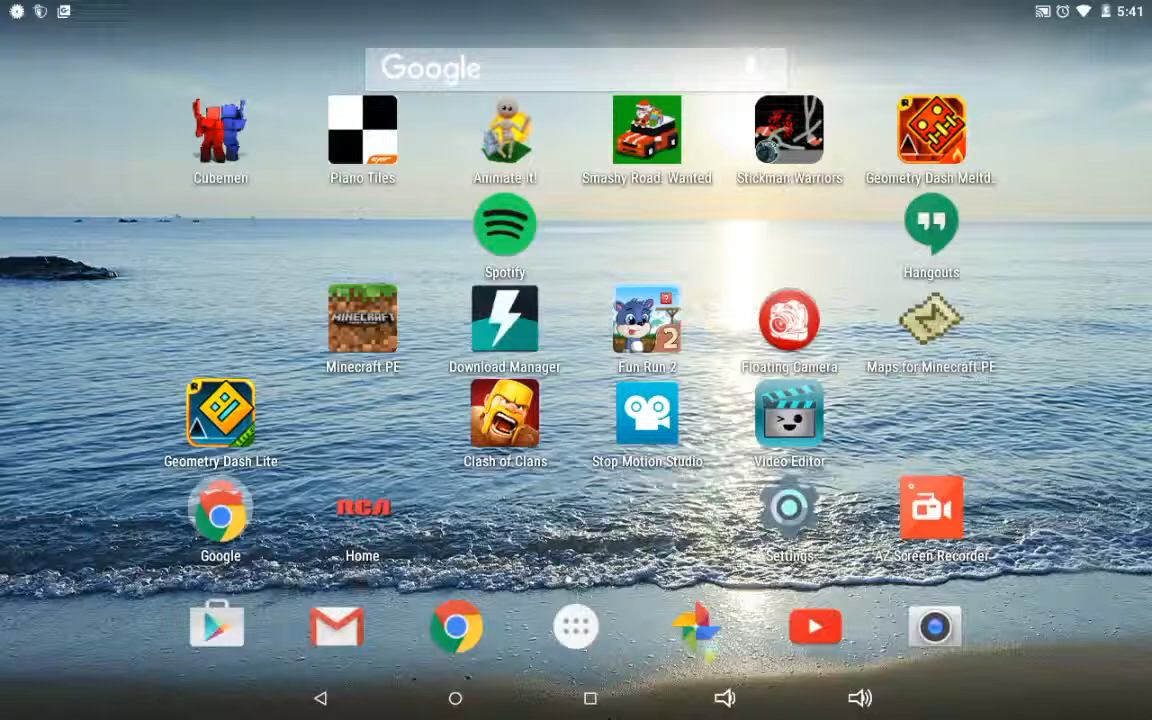 5:41
Google
Cubemen
Piano Tiles
Animate It!
Smashy Road: Wanted
Stickman Warriors
Geometry Dash Meltd..
Spotify
Hangouts
MINECRAFT
2
Minecraft PE
Download Manager
Fun Run 2
Floating Camera
Maps for Minecraft PE
Geometry Dash Lite
Clash of Clans
Stop Motion Studio
Video Editor
RCA
Google
Home
Settings
AZ Screen Recorder